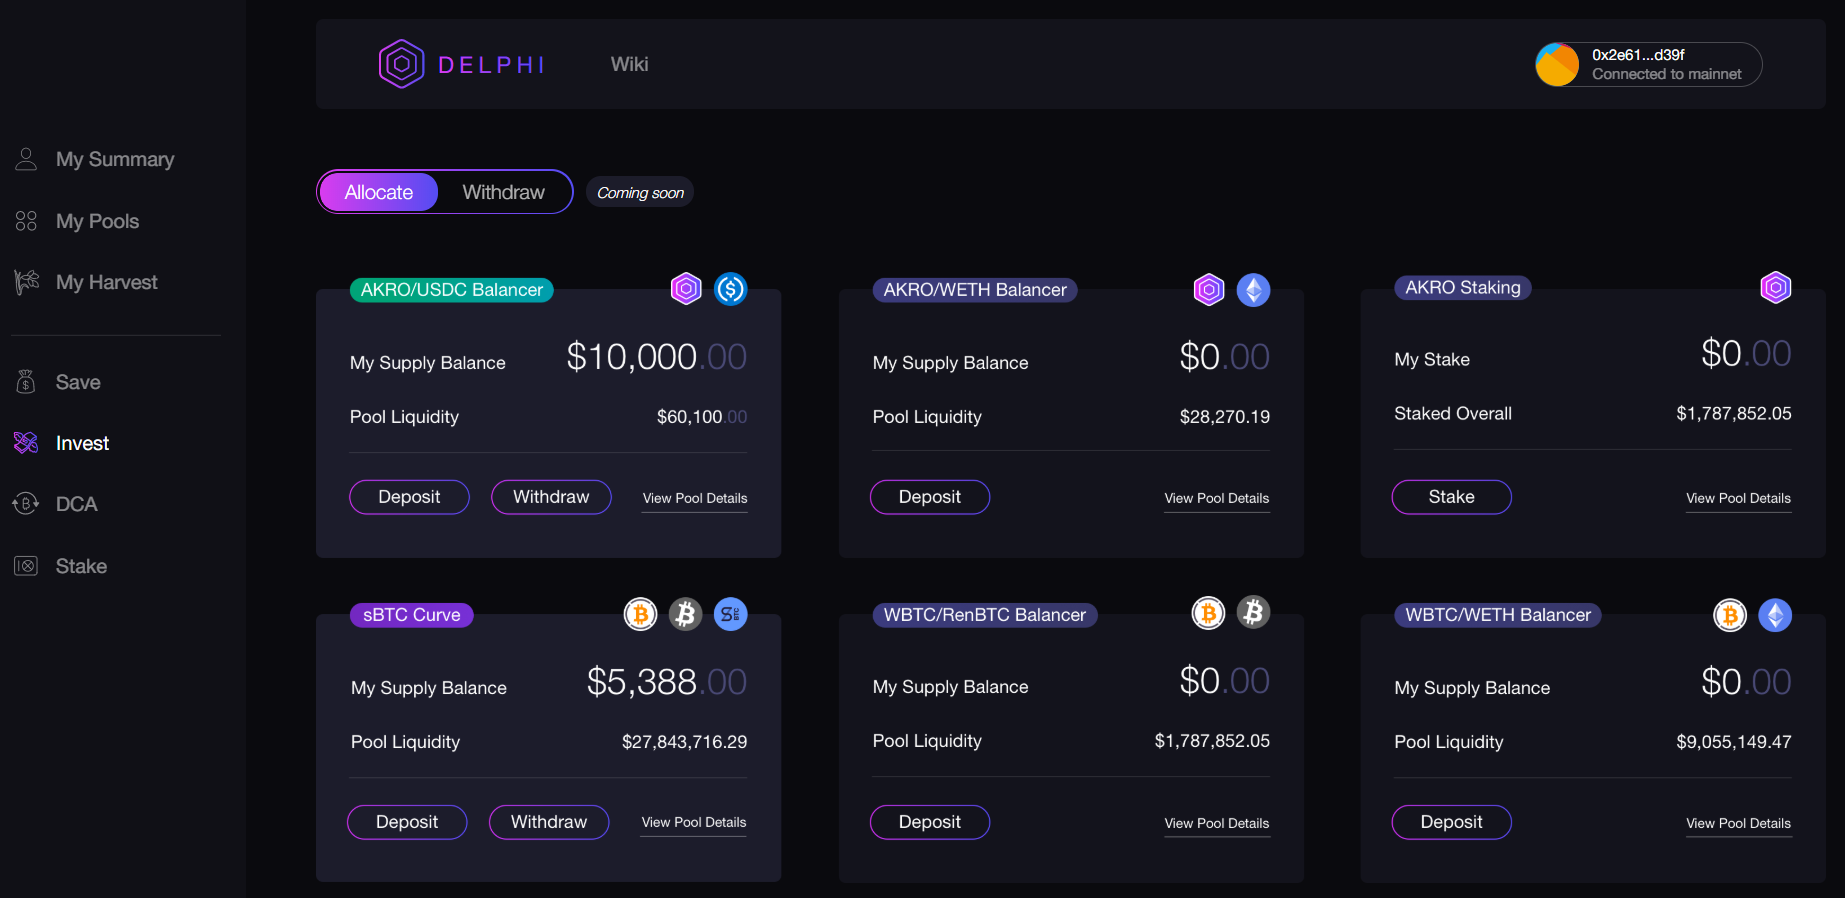 DELPHI
Wiki
0x2e61...d39f
Connected to mainnet
My Summary
My Pools
My Harvest
Save
Invest
DCA
Stake
Allocate
Withdraw
Coming soon
AKRO/USDC Balancer
My Supply Balance $10,000.00
Pool Liquidity $60,100.00
Deposit Withdraw View Pool Details
AKRO/WETH Balancer
My Supply Balance $0.00
Pool Liquidity $28,270.19
Deposit View Pool Details
AKRO Staking
My Stake $0.00
Staked Overall $1,787,852.05
Stake View Pool Details
sBTC Curve
My Supply Balance $5,388.00
Pool Liquidity $27,843,716.29
Deposit Withdraw View Pool Details
WBTC/RenBTC Balancer
My Supply Balance $0.00
Pool Liquidity $1,787,852.05
Deposit View Pool Details
WBTC/WETH Balancer
My Supply Balance $0.00
Pool Liquidity $9,055,149.47
Deposit View Pool Details